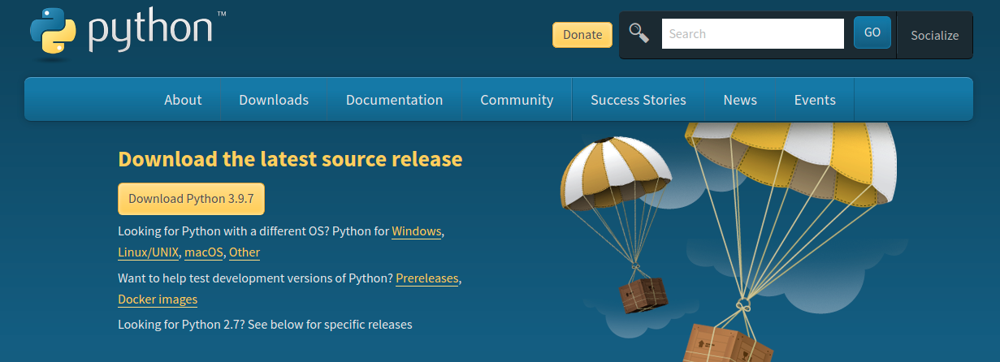 python™
Donate
Search
GO
Socialize
About
Downloads
Documentation
Community
Success Stories
News
Events
Download the latest source release
Download Python 3.9.7
Looking for Python with a different OS? Python for Windows,
Linux/UNIX, macOS, Other
Want to help test development versions of Python? Prereleases,
Docker images
Looking for Python 2.7? See below for specific releases